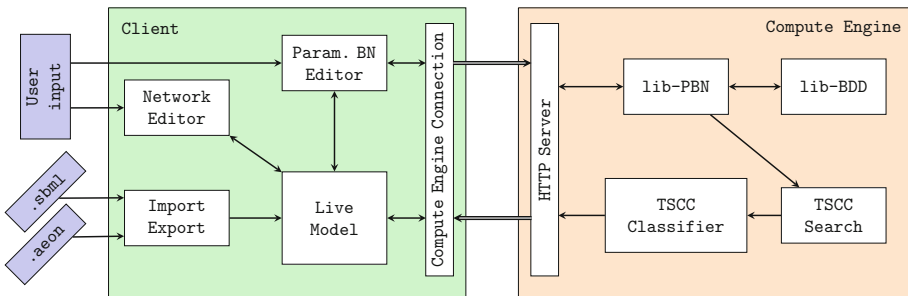 Client
Compute Engine
User
input
Param. BN
Editor
Network
Editor
Compute Engine Connection
HTTP Server
lib-PBN
lib-BDD
.sbml
.aeon
Import
Export
Live
Model
TSCC
Classifier
TSCC
Search